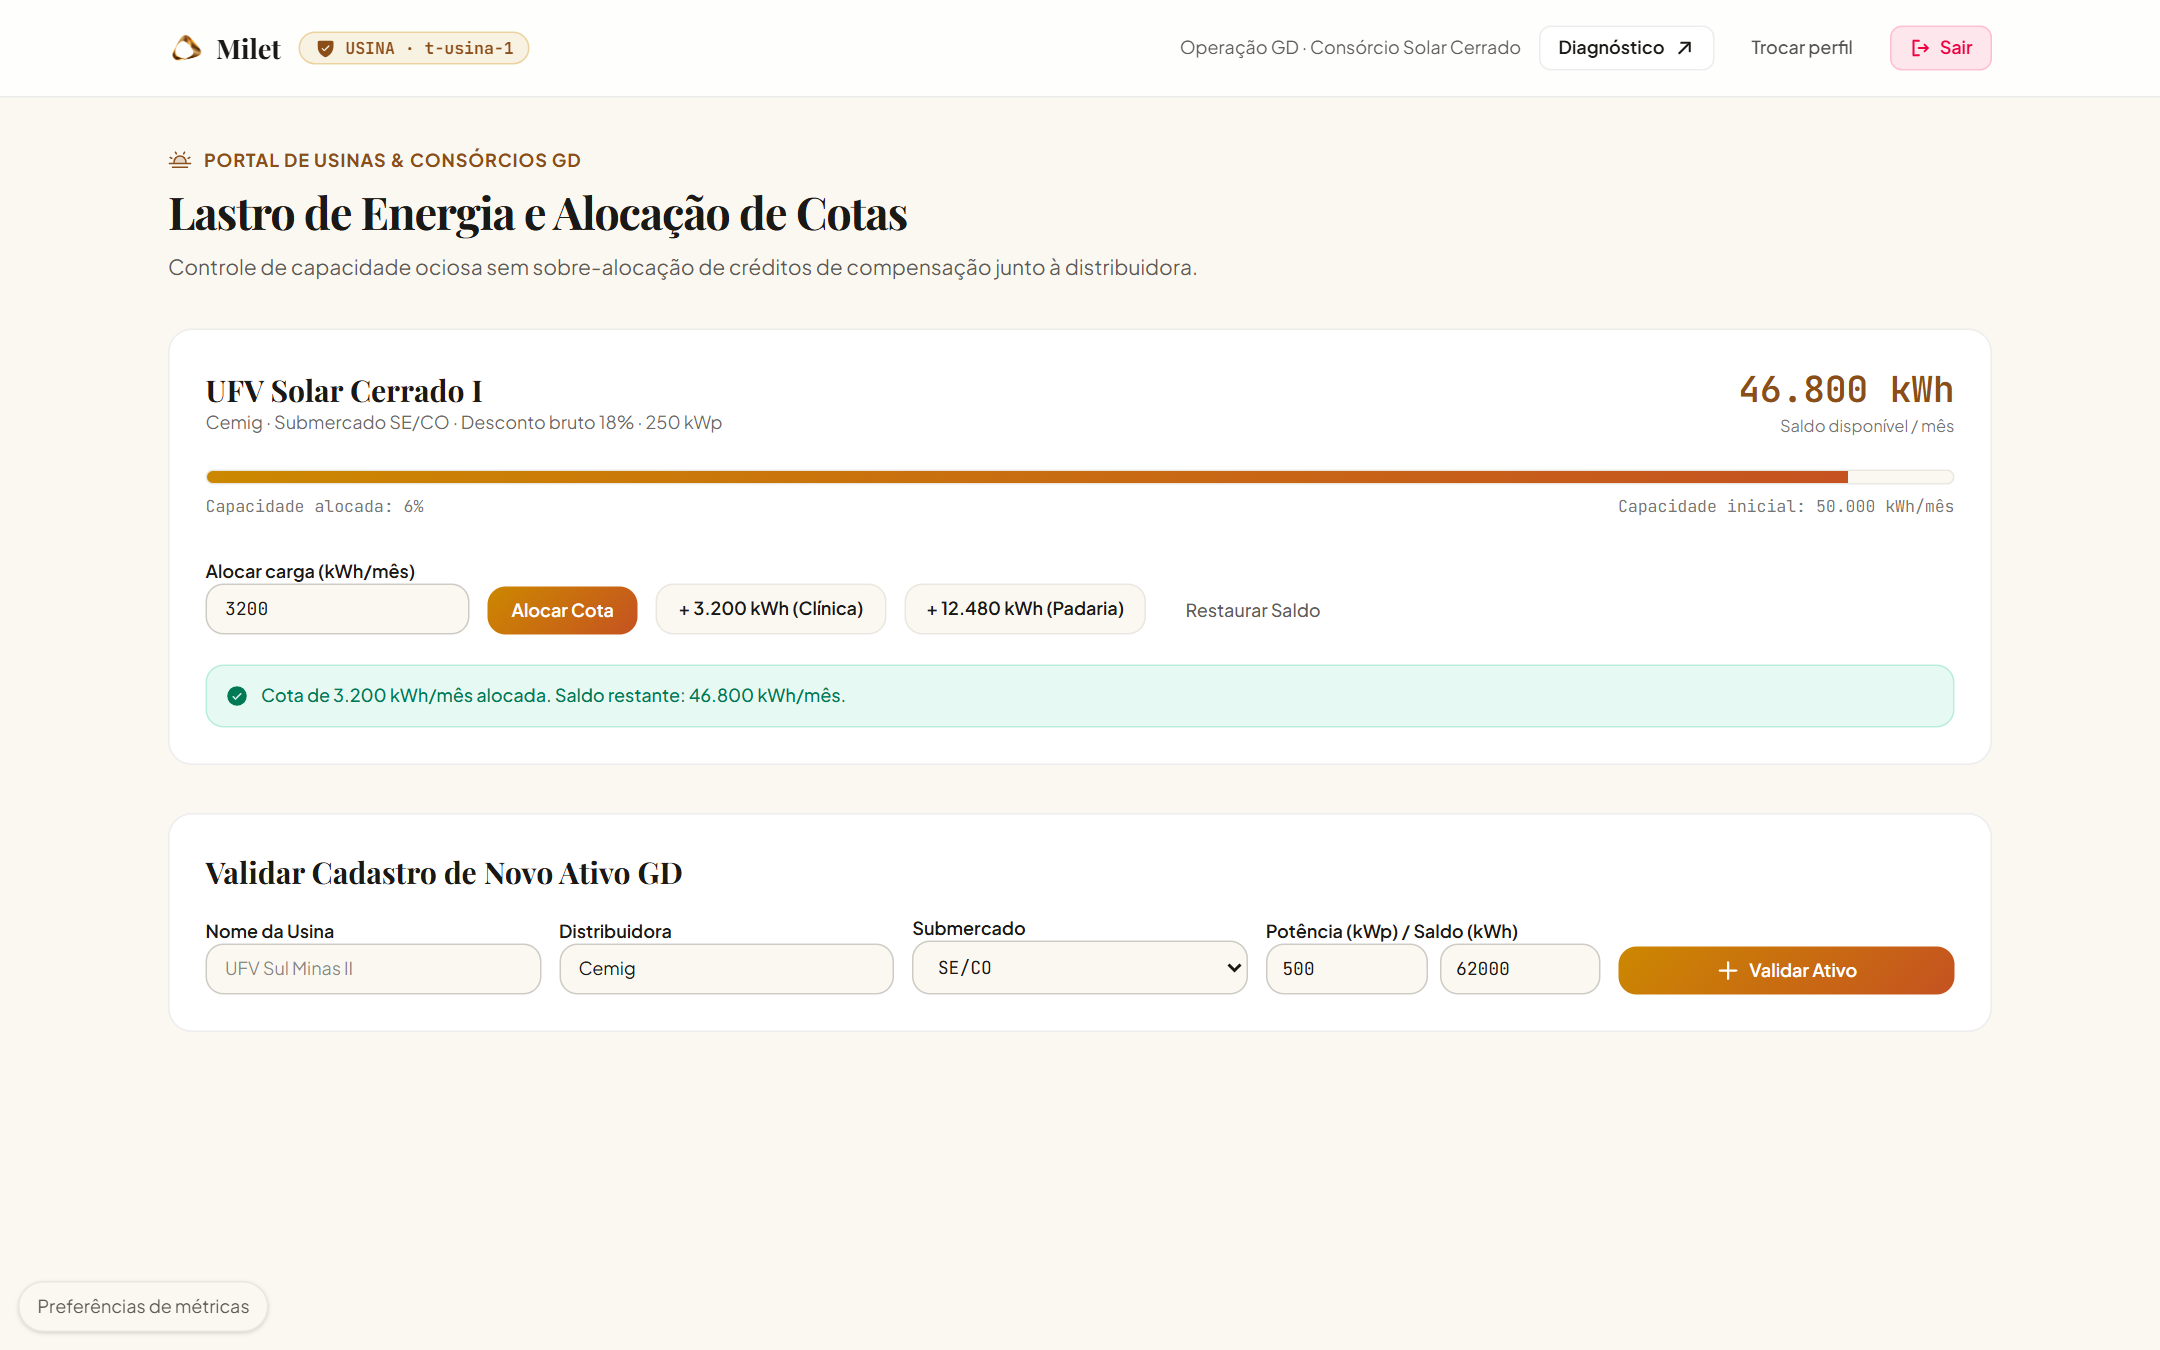 Milet
USINA · t-usina-1
Operação GD · Consórcio Solar Cerrado
Diagnóstico
Trocar perfil
Sair
PORTAL DE USINAS & CONSÓRCIOS GD
Lastro de Energia e Alocação de Cotas
Controle de capacidade ociosa sem sobre-alocação de créditos de compensação junto à distribuidora.
UFV Solar Cerrado I
Cemig · Submercado SE/CO · Desconto bruto 18% · 250 kWp
46.800 kWh
Saldo disponível / mês
Capacidade alocada: 6%
Capacidade inicial: 50.000 kWh/mês
Alocar carga (kWh/mês)
3200
Alocar Cota
+ 3.200 kWh (Clínica)
+ 12.480 kWh (Padaria)
Restaurar Saldo
Cota de 3.200 kWh/mês alocada. Saldo restante: 46.800 kWh/mês.
Validar Cadastro de Novo Ativo GD
Nome da Usina
Distribuidora
Submercado
Potência (kWp) / Saldo (kWh)
UFV Sul Minas II
Cemig
SE/CO
500
62000
Validar Ativo
Preferências de métricas